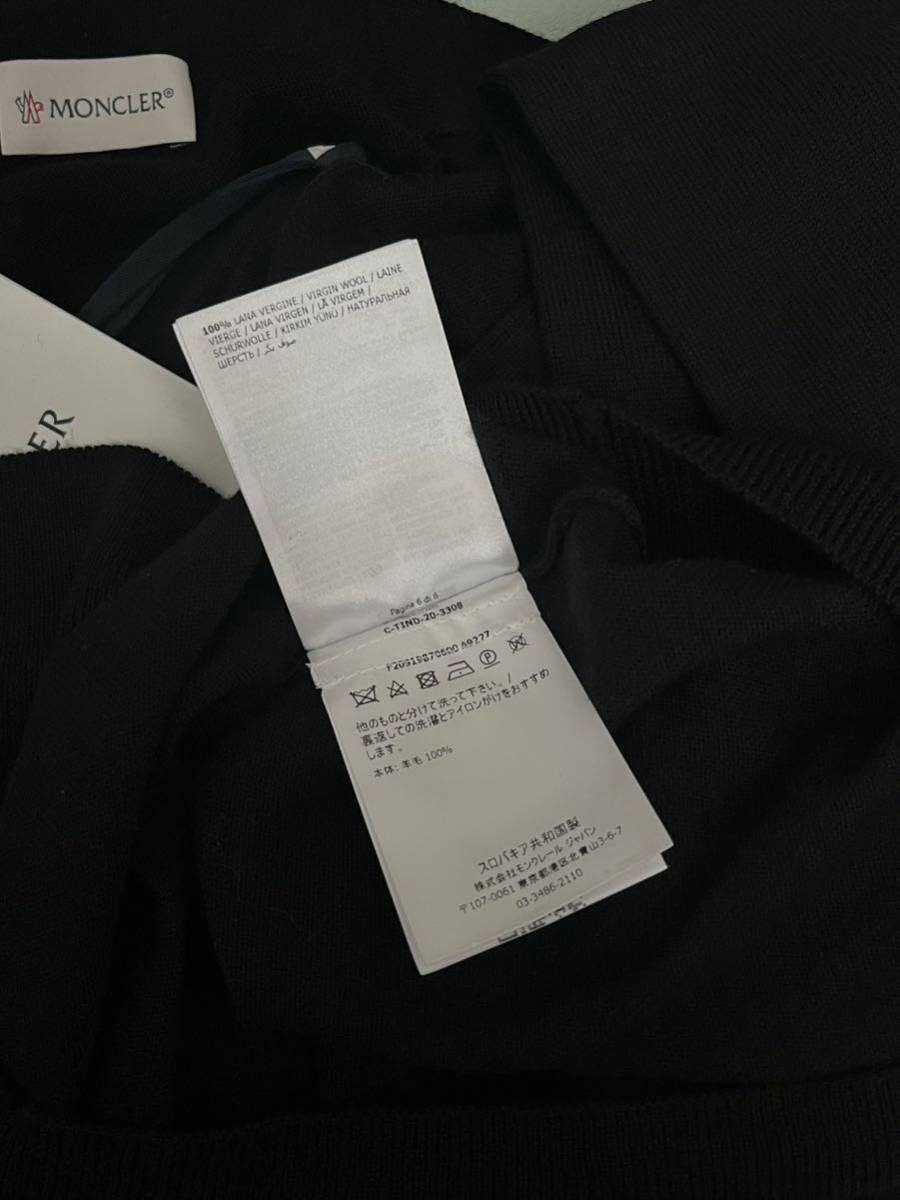 MONCLER®
ER
100% LANA VERGINE / VIRGIN WOOL / LAINE
VIERGE / LANA VIRGEN / LÃ VIRGEM /
SCHURWOLLE / KIRKIM YÜNÜ / НАТУРАЛЬНАЯ
ШЕРСТЬ / صوف بكر
Pagina 6 di 6
C-TIND-20-3308
A9227
他のものと分けて洗って下さい。/
裏返しての洗濯とアイロンがけをおすすめ
します。
本体: 羊毛 100%
スロバキア共和国製
株式会社モンクレール ジャパン
〒107-0061 東京都港区北青山3-6-7
03-3486-2110